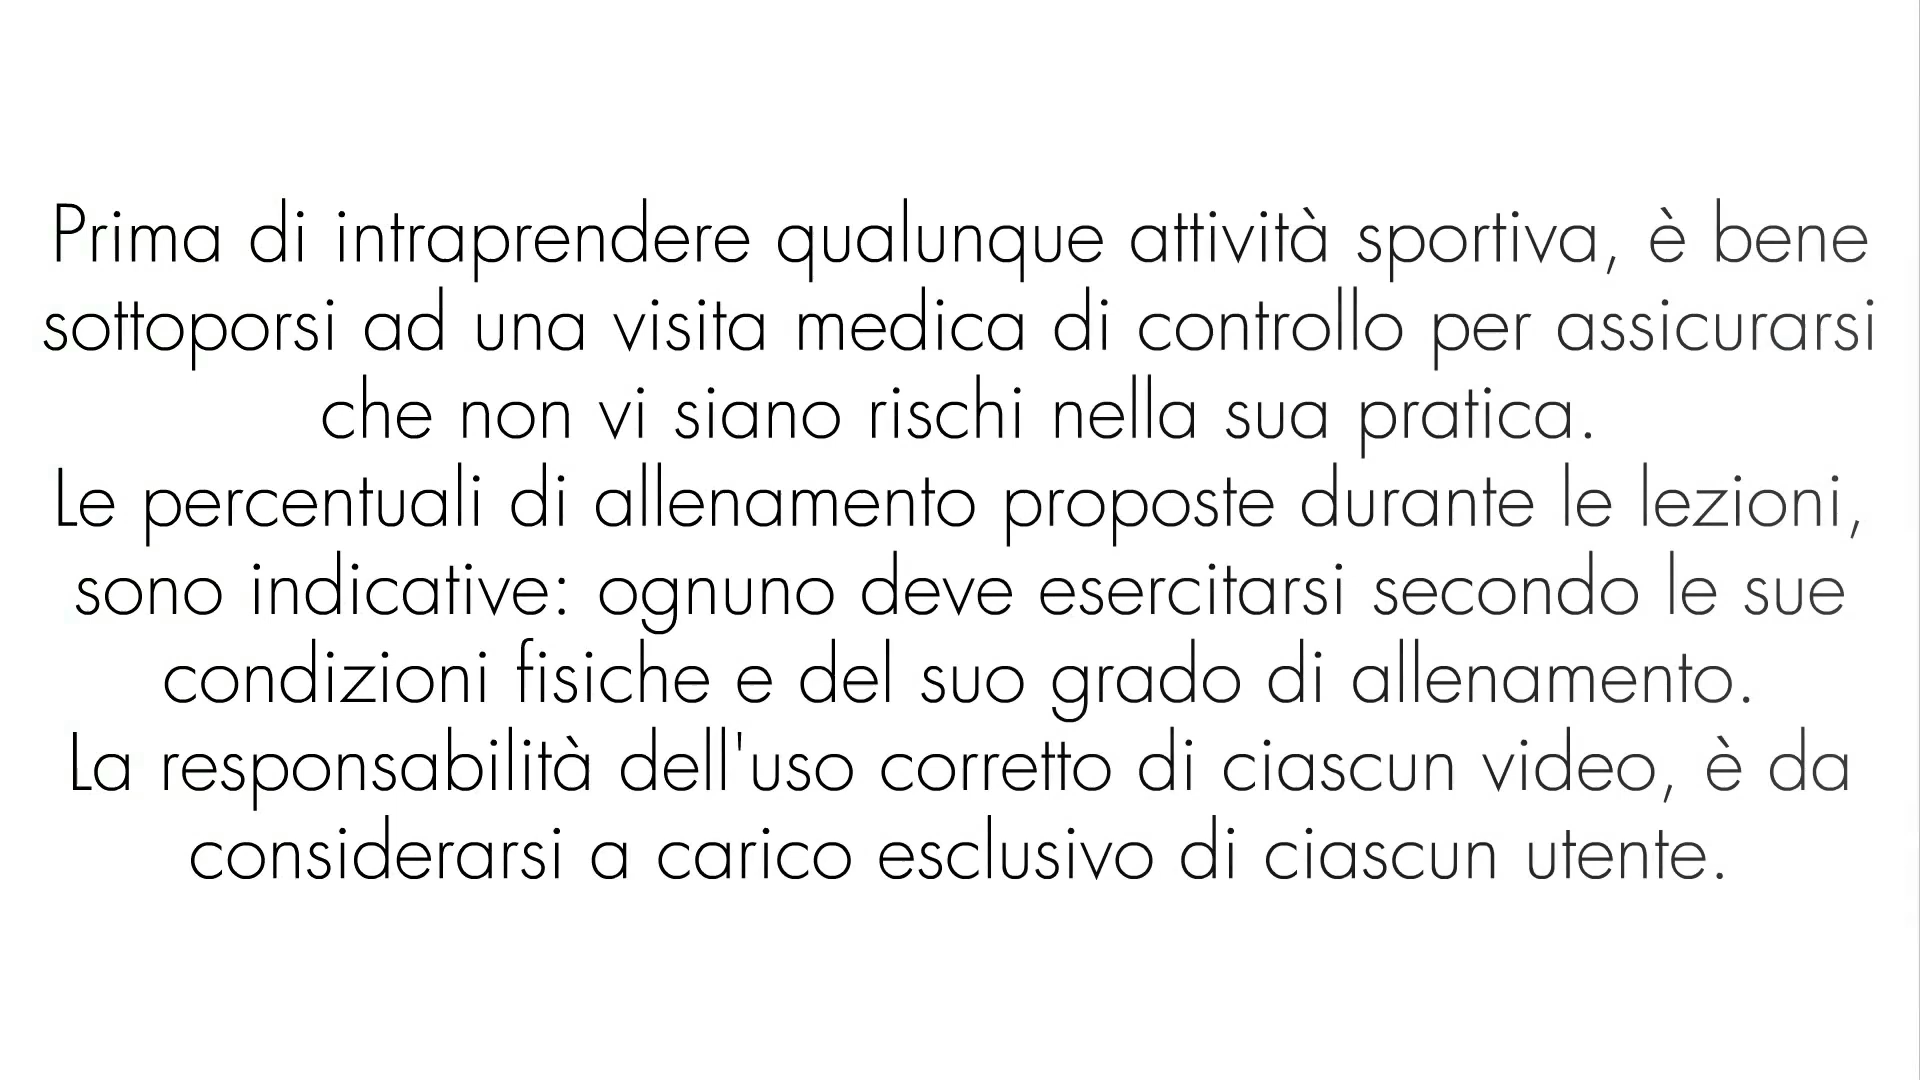 Prima di intraprendere qualunque attività sportiva, è bene
sottoporsi ad una visita medica di controllo per assicurarsi
che non vi siano rischi nella sua pratica.
Le percentuali di allenamento proposte durante le lezioni,
sono indicative: ognuno deve esercitarsi secondo le sue
condizioni fisiche e del suo grado di allenamento.
La responsabilità dell'uso corretto di ciascun video, è da
considerarsi a carico esclusivo di ciascun utente.